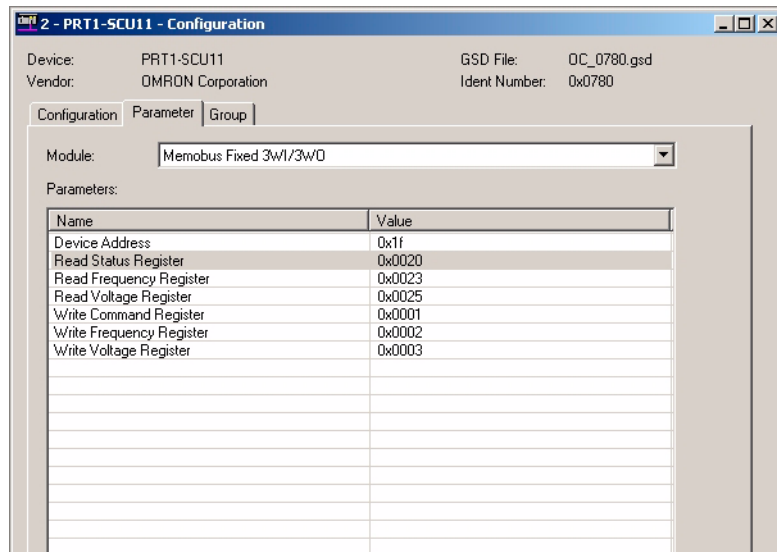 2 - PRT1-SCU11 - Configuration
Device: PRT1-SCU11 GSD File: OC_0780.gsd
Vendor: OMRON Corporation Ident Number: 0x0780
Configuration Parameter Group
Module: Memobus Fixed 3WI/3WO
Parameters:
Name Value
Device Address 0x1f
Read Status Register 0x0020
Read Frequency Register 0x0023
Read Voltage Register 0x0025
Write Command Register 0x0001
Write Frequency Register 0x0002
Write Voltage Register 0x0003